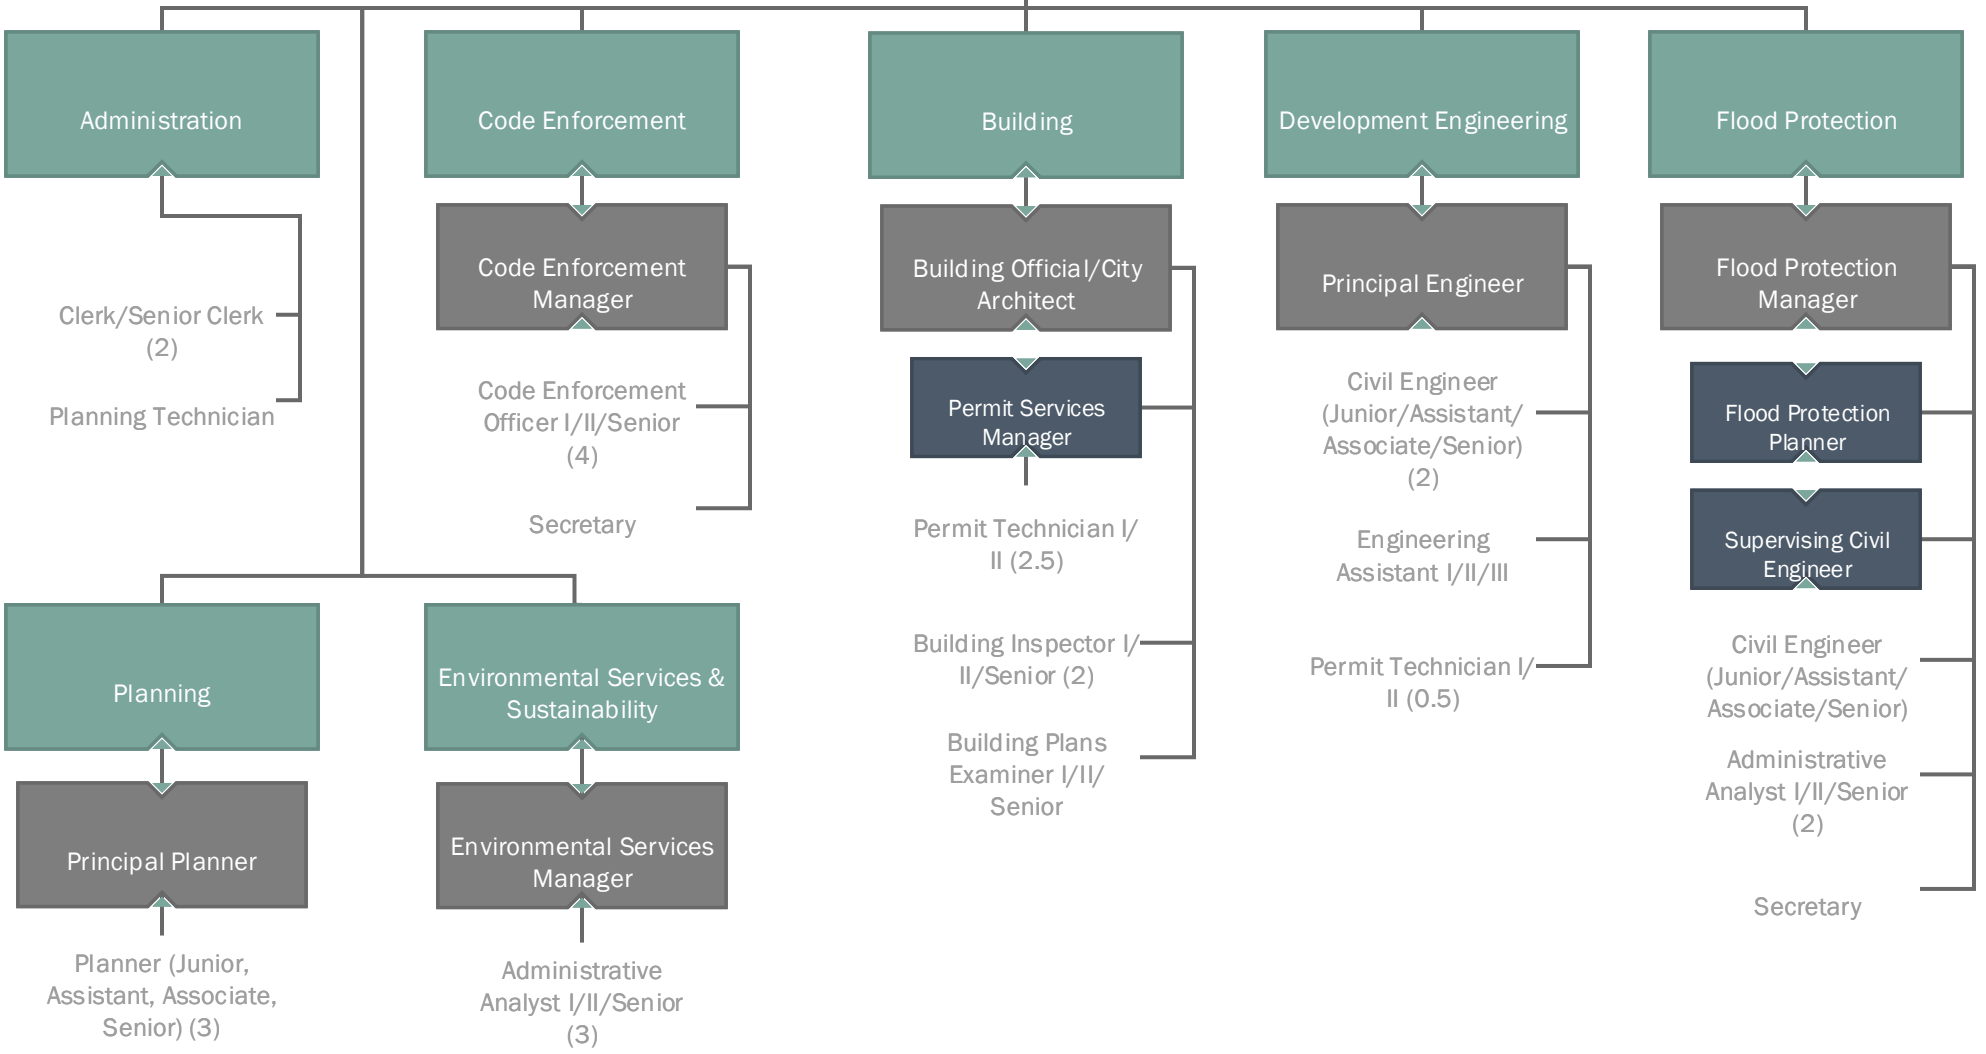 Administration
Clerk/Senior Clerk
(2)
Planning Technician
Code Enforcement
Code Enforcement
Manager
Code Enforcement
Officer I/II/Senior
(4)
Secretary
Building
Building Official/City
Architect
Permit Services
Manager
Permit Technician I/
II (2.5)
Building Inspector I/
II/Senior (2)
Building Plans
Examiner I/II/
Senior
Development Engineering
Principal Engineer
Civil Engineer
(Junior/Assistant/
Associate/Senior)
(2)
Engineering
Assistant I/II/III
Permit Technician I/
II (0.5)
Flood Protection
Flood Protection
Manager
Flood Protection
Planner
Supervising Civil
Engineer
Civil Engineer
(Junior/Assistant/
Associate/Senior)
Administrative
Analyst I/II/Senior
(2)
Secretary
Planning
Principal Planner
Planner (Junior,
Assistant, Associate,
Senior) (3)
Environmental Services &
Sustainability
Environmental Services
Manager
Administrative
Analyst I/II/Senior
(3)